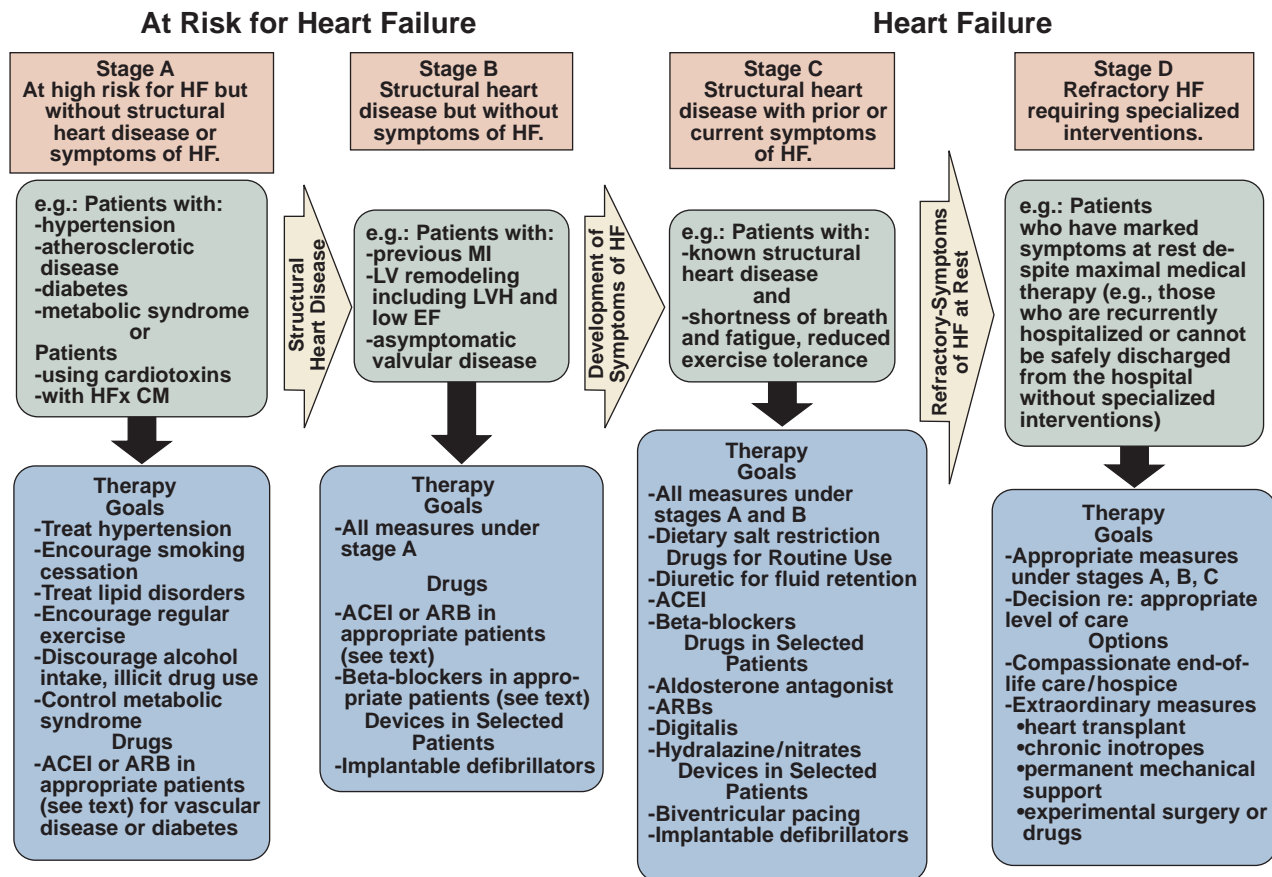 At Risk for Heart Failure
Heart Failure
Stage A
At high risk for HF but
without structural
heart disease or
symptoms of HF.
Stage B
Structural heart
disease but without
symptoms of HF.
Stage C
Structural heart
disease with prior or
current symptoms
of HF.
Stage D
Refractory HF
requiring specialized
interventions.
e.g.: Patients with:
-hypertension
-atherosclerotic
disease
-diabetes
-metabolic syndrome
or
Patients
-using cardiotoxins
-with HFx CM
Structural
Heart Disease
e.g.: Patients with:
-previous MI
-LV remodeling
including LVH and
low EF
-asymptomatic
valvular disease
Development of
Symptoms of HF
e.g.: Patients with:
-known structural
heart disease
and
-shortness of breath
and fatigue, reduced
exercise tolerance
Refractory-Symptoms
of HF at Rest
e.g.: Patients
who have marked
symptoms at rest de-
spite maximal medical
therapy (e.g., those
who are recurrently
hospitalized or cannot
be safely discharged
from the hospital
without specialized
interventions)
Therapy
Goals
-Treat hypertension
-Encourage smoking
cessation
-Treat lipid disorders
-Encourage regular
exercise
-Discourage alcohol
intake, illicit drug use
-Control metabolic
syndrome
Drugs
-ACEI or ARB in
appropriate patients
(see text) for vascular
disease or diabetes
Therapy
Goals
-All measures under
stage A
Drugs
-ACEI or ARB in
appropriate patients
(see text)
-Beta-blockers in appro-
priate patients (see text)
Devices in Selected
Patients
-Implantable defibrillators
Therapy
Goals
-All measures under
stages A and B
-Dietary salt restriction
Drugs for Routine Use
-Diuretic for fluid retention
-ACEI
-Beta-blockers
Drugs in Selected
Patients
-Aldosterone antagonist
-ARBs
-Digitalis
-Hydralazine/nitrates
Devices in Selected
Patients
-Biventricular pacing
-Implantable defibrillators
Therapy
Goals
-Appropriate measures
under stages A, B, C
-Decision re: appropriate
level of care
Options
-Compassionate end-of-
life care/hospice
-Extraordinary measures
•heart transplant
•chronic inotropes
•permanent mechanical
support
•experimental surgery or
drugs